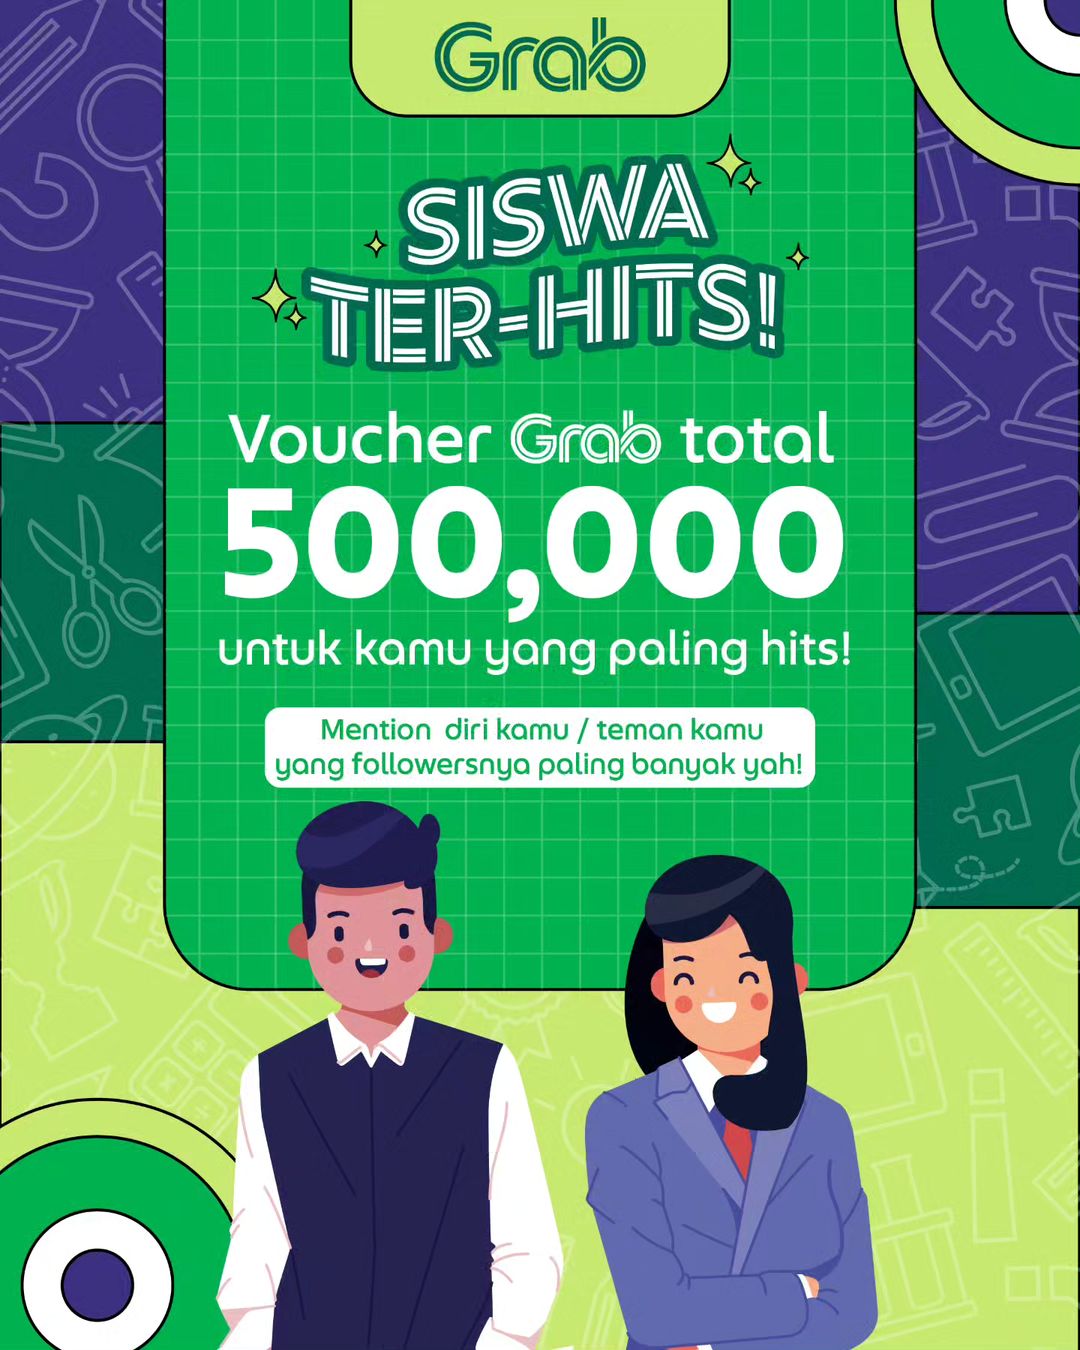 Grab
SISWA
TER-HITS!
Voucher Grab total
500,000
untuk kamu yang paling hits!
Mention diri kamu / teman kamu
yang followersnya paling banyak yah!